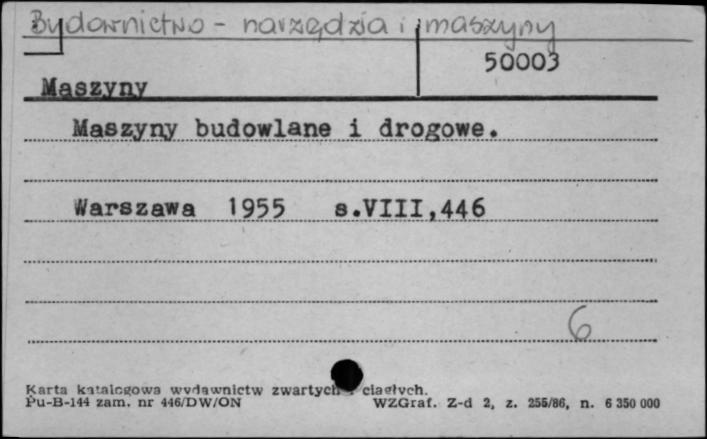 Budownictwo - narzędzia i maszyny
50003
Maszyny
Maszyny budowlane i drogowe.
Warszawa 1955 s.VIII,446
6
Karta katalogowa wydawnictw zwartych i ciągłych.
Pu-B-144 zam. nr 446/DW/ON WZGraf. Z-d 2, z. 255/86, n. 6 350 000